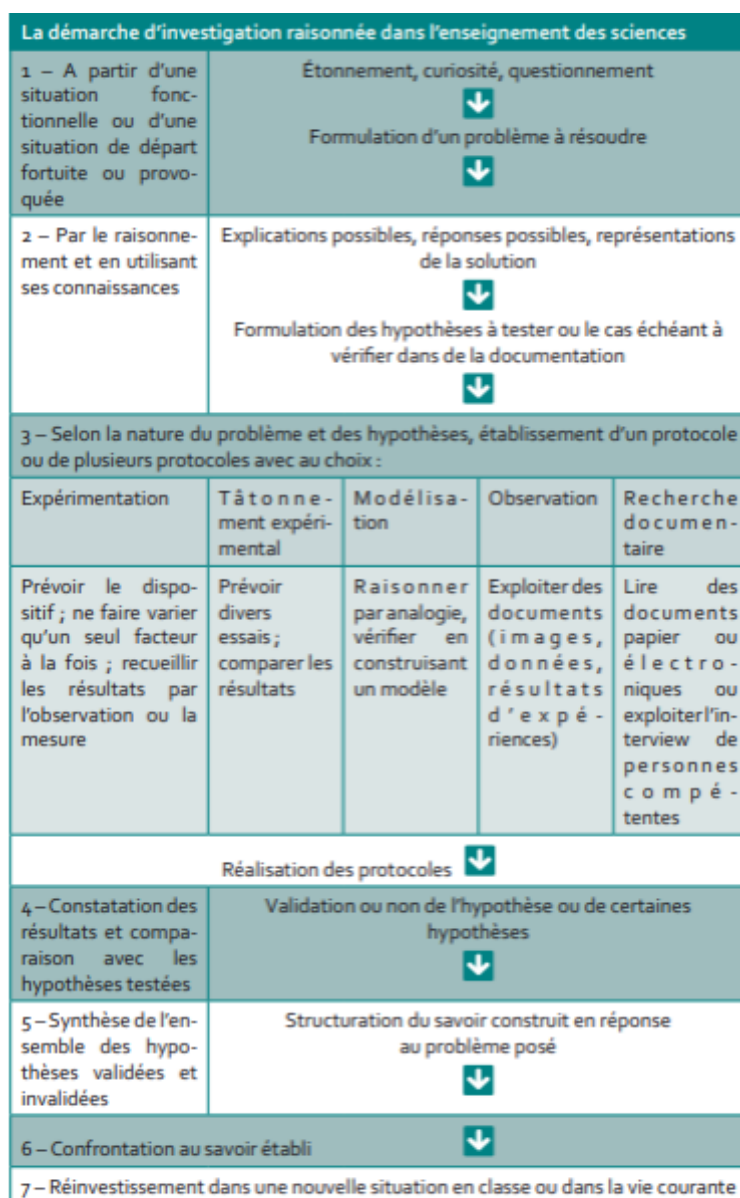 La démarche d'investigation raisonnée dans l'enseignement des sciences
1 – A partir d'une
situation fonc-
tionnelle ou d'une
situation de départ
fortuite ou provo-
quée
Étonnement, curiosité, questionnement
Formulation d'un problème à résoudre
2 – Par le raisonne-
ment et en utilisant
ses connaissances
Explications possibles, réponses possibles, représentations
de la solution
Formulation des hypothèses à tester ou le cas échéant à
vérifier dans de la documentation
3 – Selon la nature du problème et des hypothèses, établissement d'un protocole
ou de plusieurs protocoles avec au choix :
Expérimentation
Tâtonne-
ment expéri-
mental
Modélisa-
tion
Observation
Recherche
documen-
taire
Prévoir le dispo-
sitif ; ne faire varier
qu'un seul facteur
à la fois ; recueillir
les résultats par
l'observation ou la
mesure
Prévoir
divers
essais ;
comparer les
résultats
Raisonner
par analogie,
vérifier en
construisant
un modèle
Exploiter des
documents
(images,
données,
résultats
d'expé-
riences)
Lire des
documents
papier ou
électro-
niques ou
exploiter l'in-
terview de
personnes
compé-
tentes
Réalisation des protocoles
4 – Constatation des
résultats et compa-
raison avec les
hypothèses testées
Validation ou non de l'hypothèse ou de certaines
hypothèses
5 – Synthèse de l'en-
semble des hypo-
thèses validées et
invalidées
Structuration du savoir construit en réponse
au problème posé
6 – Confrontation au savoir établi
7 – Réinvestissement dans une nouvelle situation en classe ou dans la vie courante